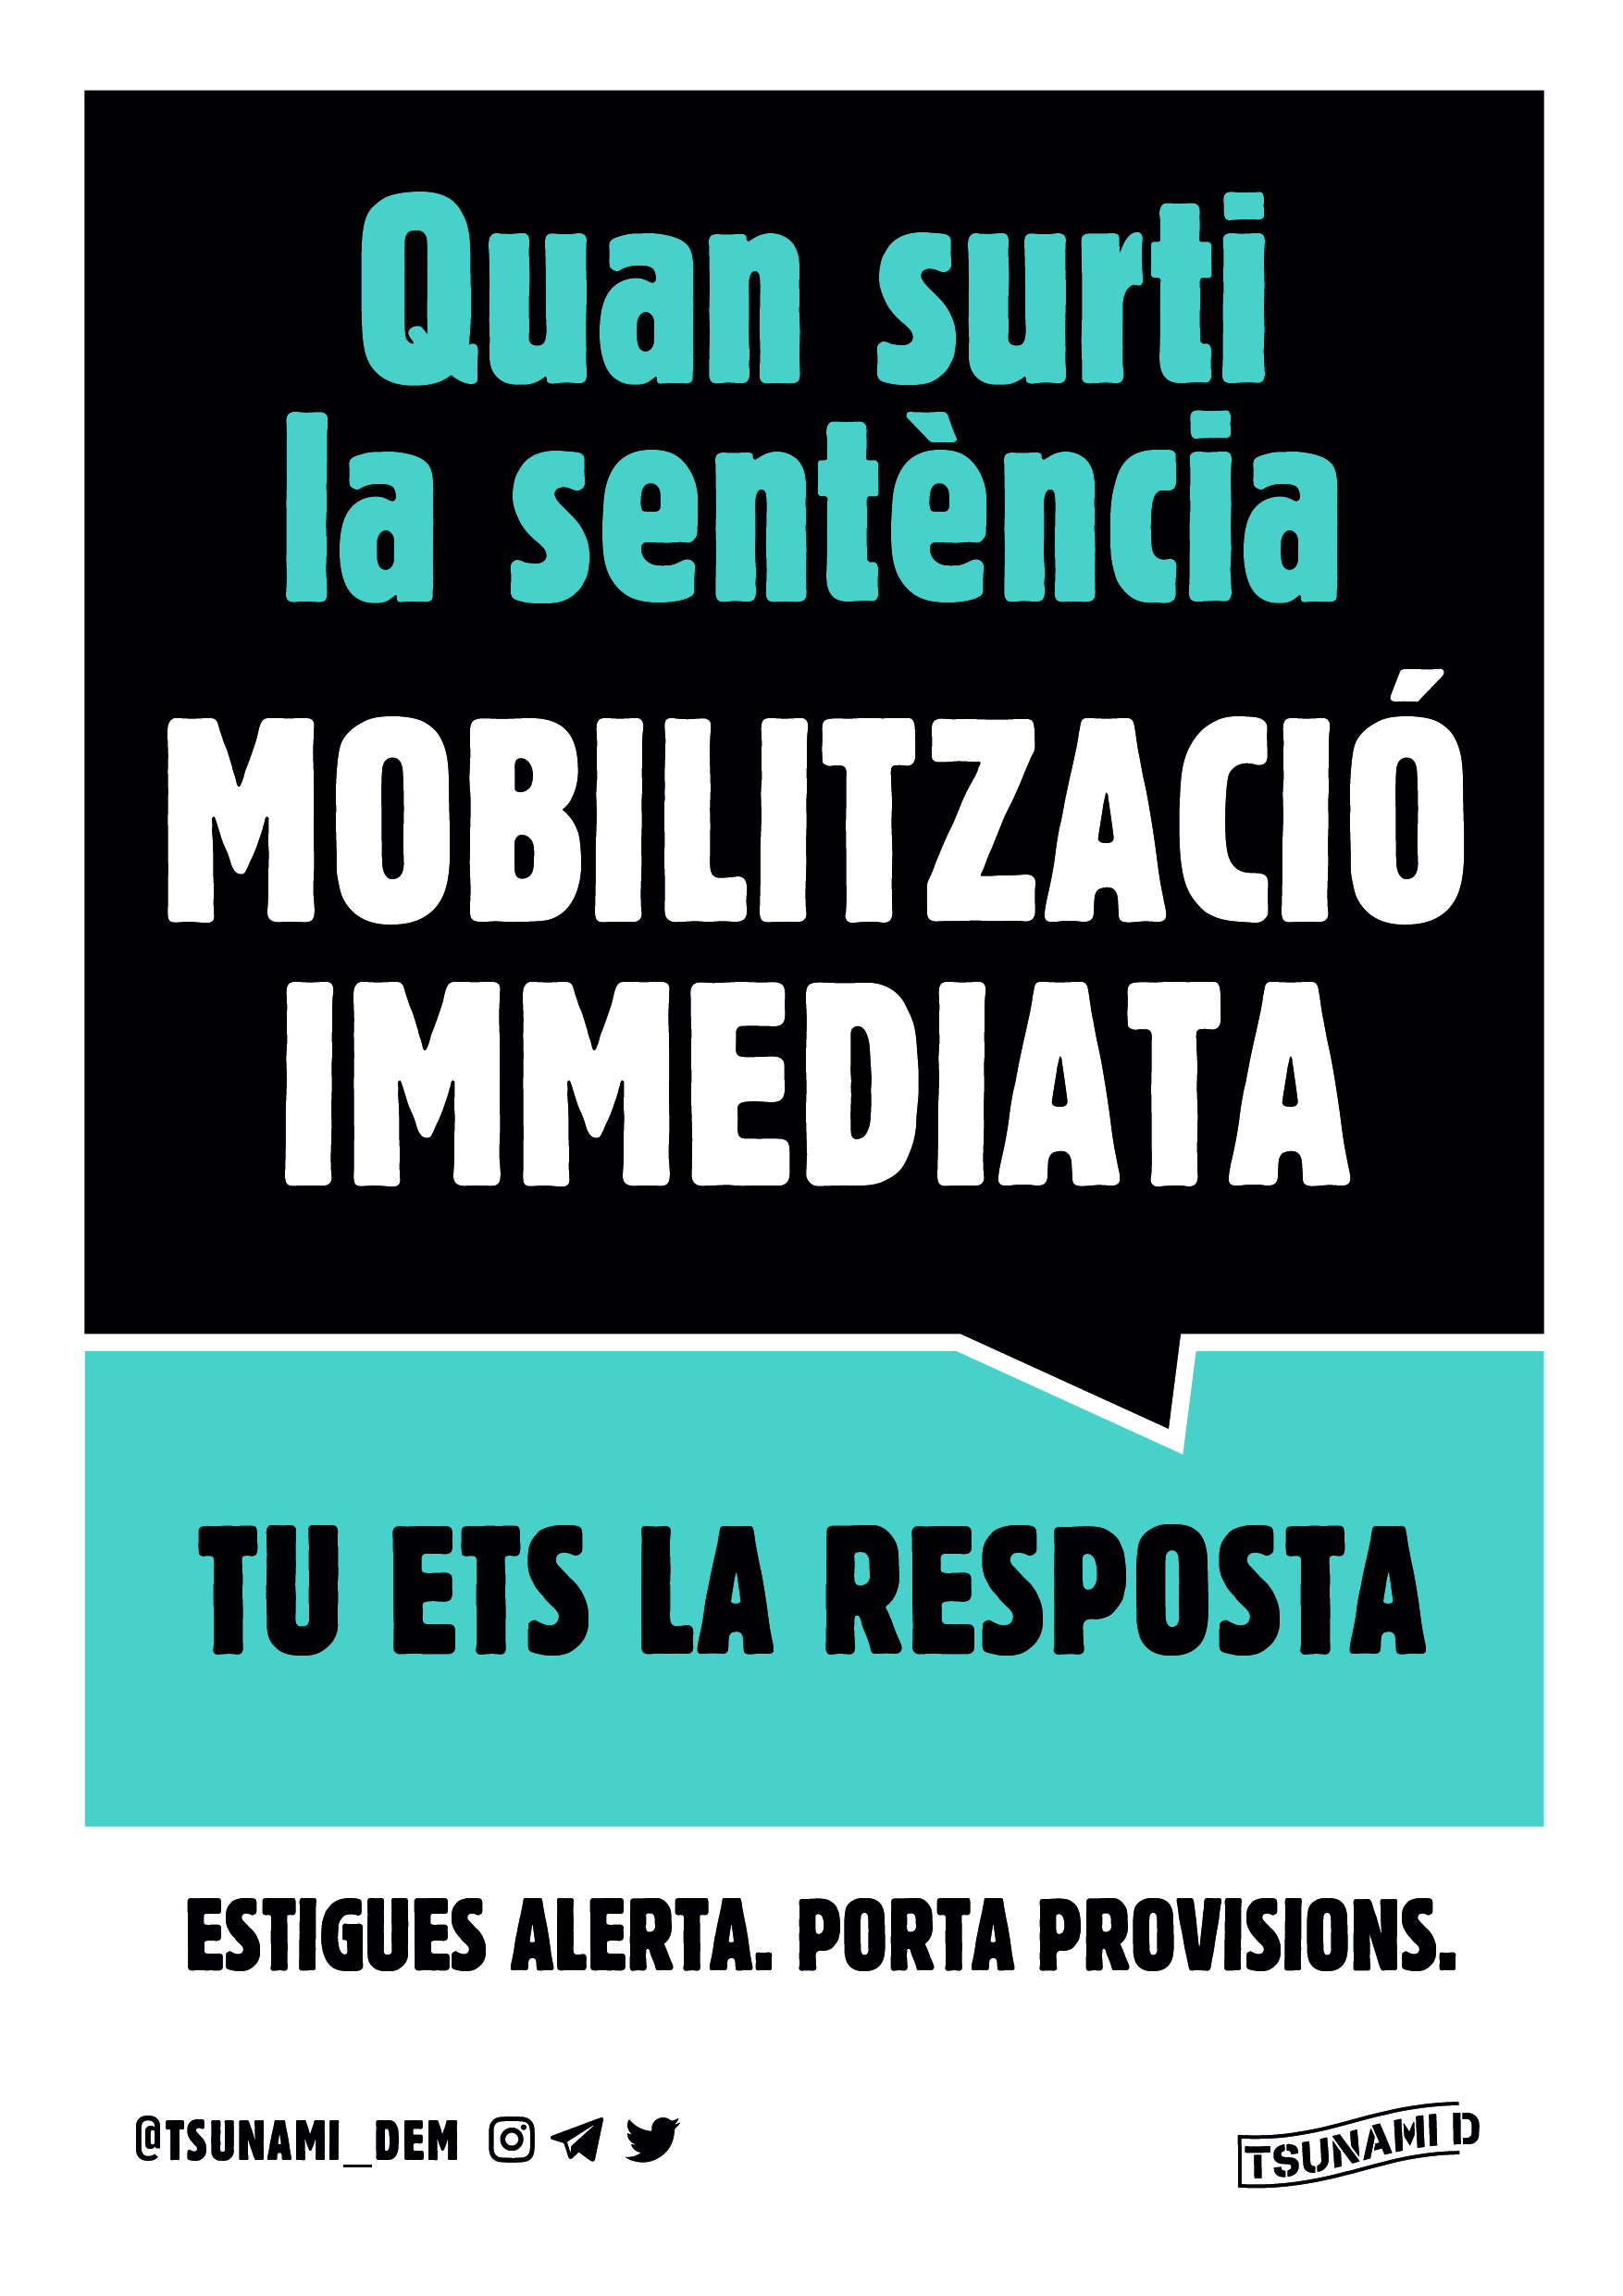 Quan surti
la sentència
MOBILITZACIÓ
IMMEDIATA
TU ETS LA RESPOSTA
ESTIGUES ALERTA. PORTA PROVISIONS.
@TSUNAMI_DEM
TSUNAMI D